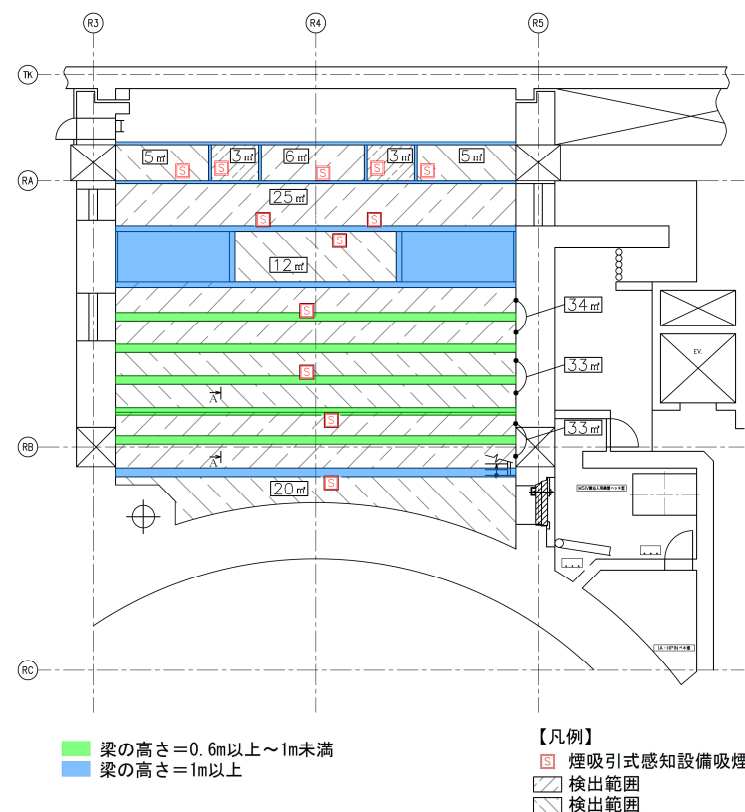 R3 R4 R5
TK
5㎡ 3㎡ 6㎡ 3㎡ 5㎡
S S S S S
RA
25㎡
S S
S
12㎡
34㎡
S
EV.
33㎡
S
A
33㎡
S
RB
A
20㎡
S
RC
梁の高さ=0.6m以上~1m未満
梁の高さ=1m以上
【凡例】
S 煙吸引式感知設備吸煙
検出範囲
検出範囲